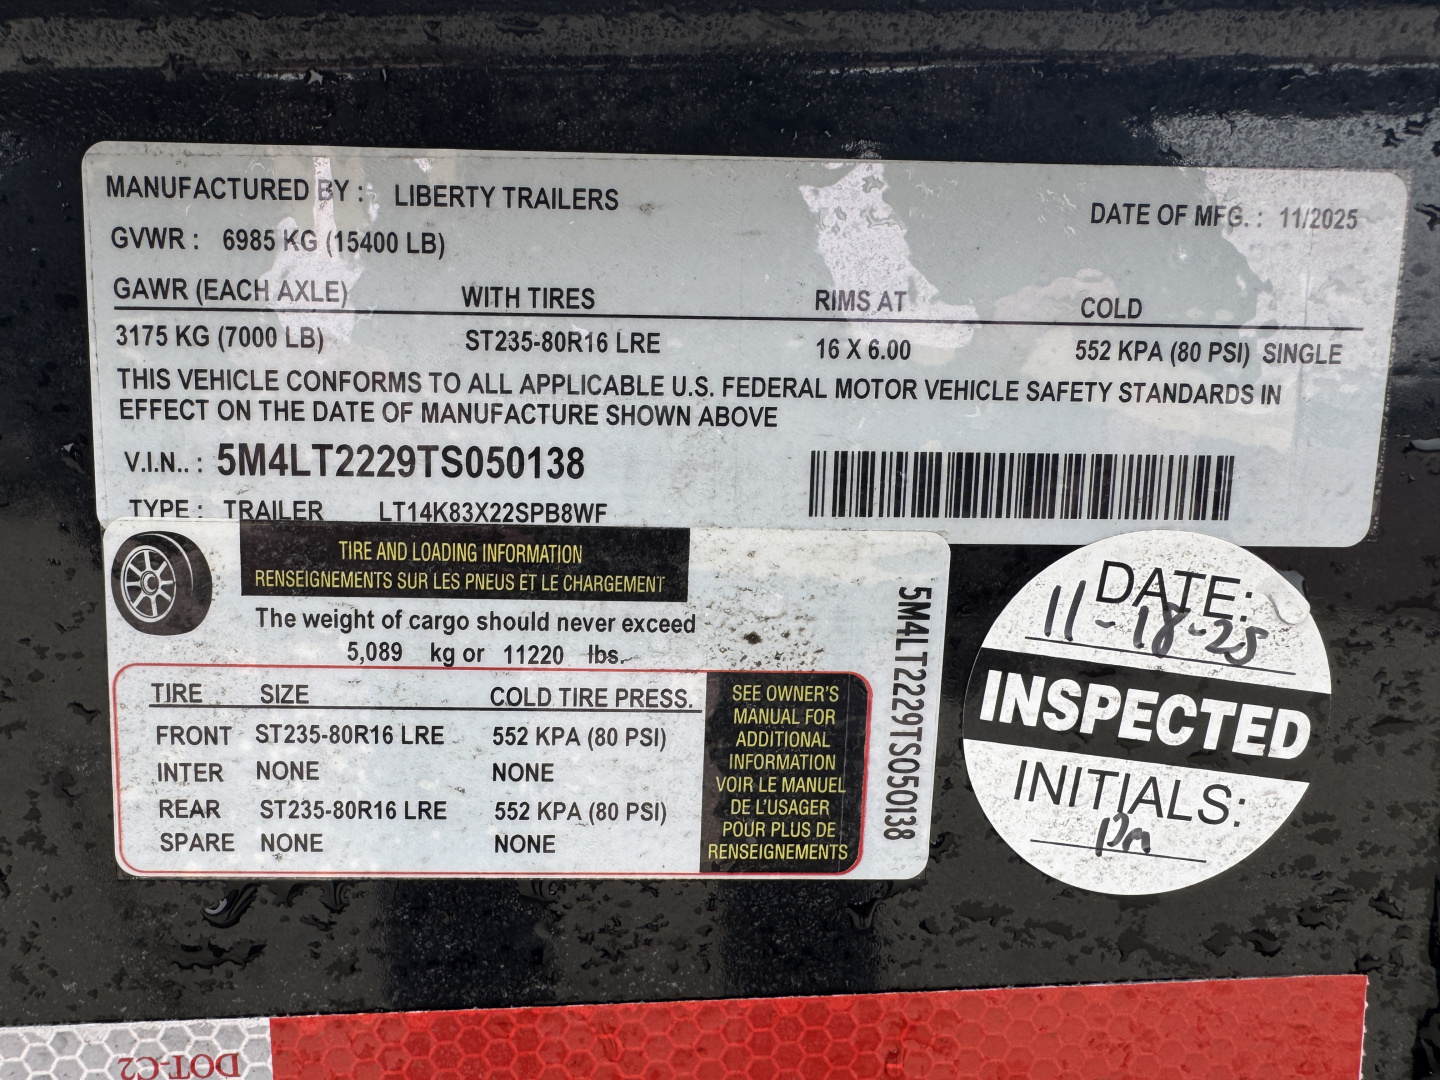 MANUFACTURED BY : LIBERTY TRAILERS
DATE OF MFG. : 11/2025
GVWR : 6985 KG (15400 LB)
GAWR (EACH AXLE) WITH TIRES RIMS AT COLD
3175 KG (7000 LB) ST235-80R16 LRE 16 X 6.00 552 KPA (80 PSI) SINGLE
THIS VEHICLE CONFORMS TO ALL APPLICABLE U.S. FEDERAL MOTOR VEHICLE SAFETY STANDARDS IN
EFFECT ON THE DATE OF MANUFACTURE SHOWN ABOVE
V.I.N.. : 5M4LT2229TS050138
TYPE : TRAILER LT14K83X22SPB8WF
TIRE AND LOADING INFORMATION
RENSEIGNEMENTS SUR LES PNEUS ET LE CHARGEMENT
The weight of cargo should never exceed
5,089 kg or 11220 lbs.
TIRE SIZE COLD TIRE PRESS.
FRONT ST235-80R16 LRE 552 KPA (80 PSI)
INTER NONE NONE
REAR ST235-80R16 LRE 552 KPA (80 PSI)
SPARE NONE NONE
SEE OWNER'S
MANUAL FOR
ADDITIONAL
INFORMATION
VOIR LE MANUEL
DE L'USAGER
POUR PLUS DE
RENSEIGNEMENTS
5M4LT2229TS050138
DATE:
11-18-25
INSPECTED
INITIALS:
DOT-C2